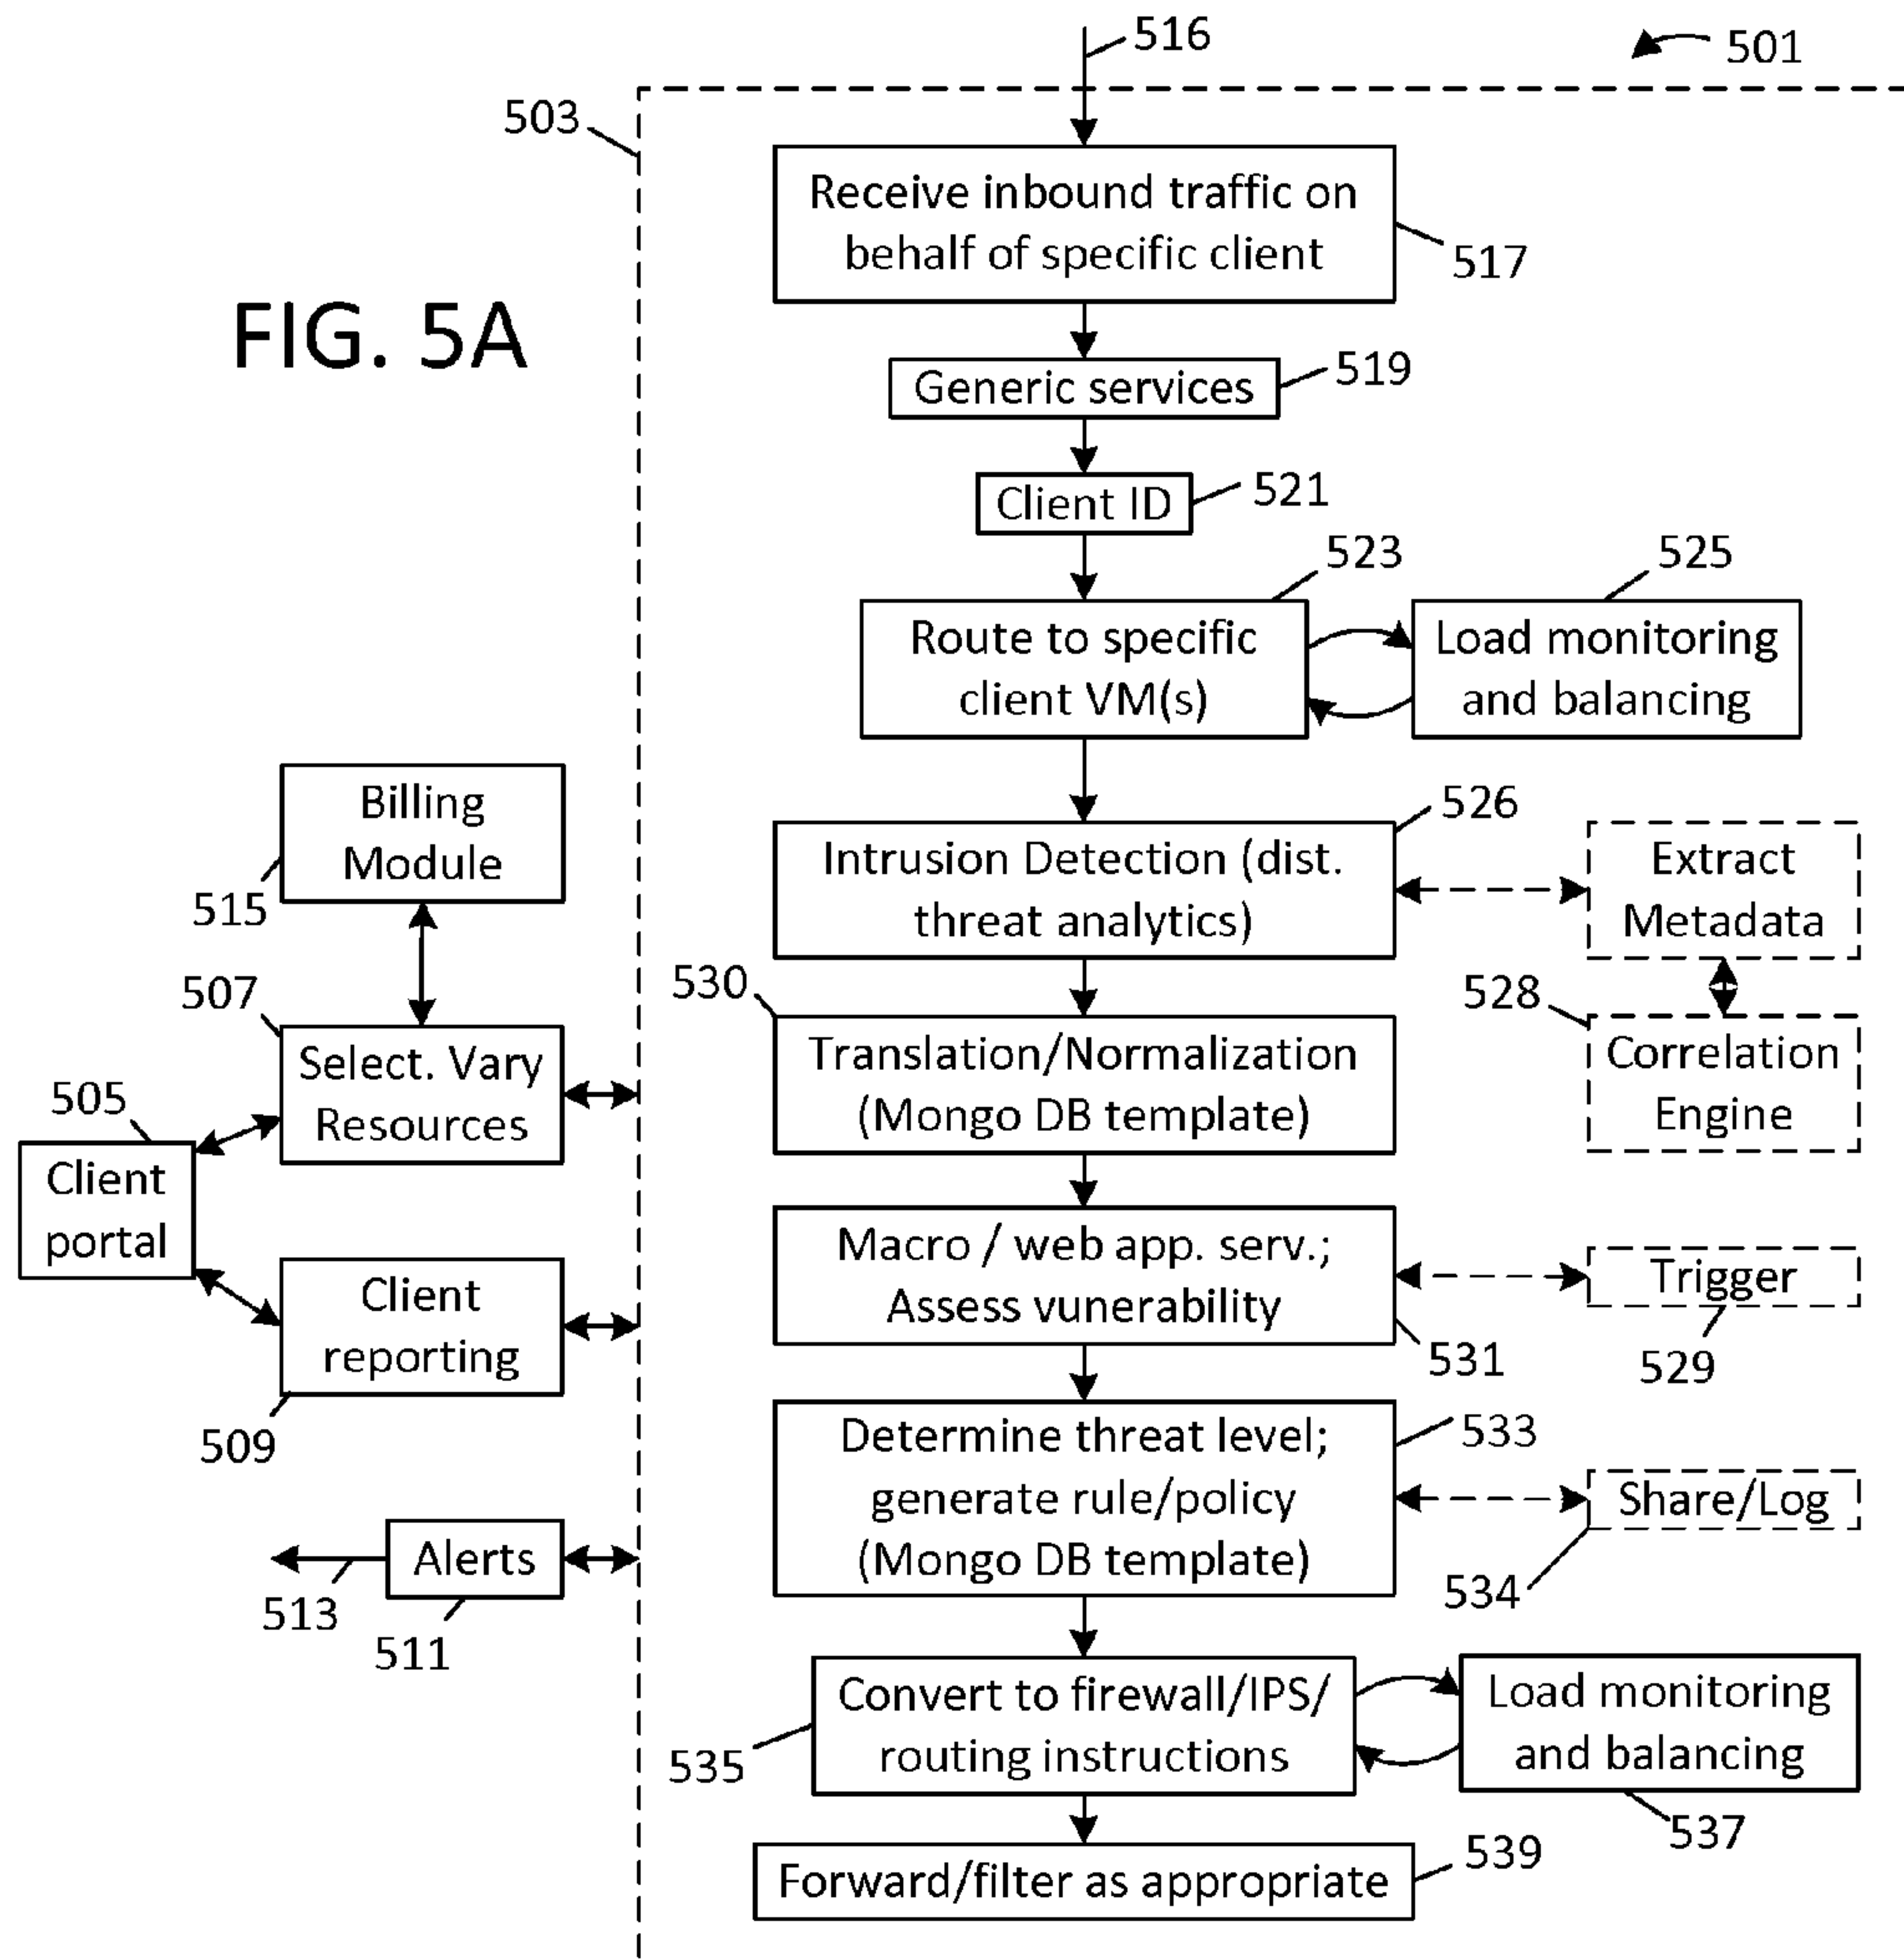 516
501
503
Receive inbound traffic on
behalf of specific client
517
FIG. 5A
Generic services
519
Client ID
521
523
525
Route to specific
client VM(s)
Load monitoring
and balancing
Billing
Module
515
526
Intrusion Detection (dist.
threat analytics)
Extract
Metadata
507
530
528
Select. Vary
Resources
Translation/Normalization
(Mongo DB template)
Correlation
Engine
505
Client
portal
Macro / web app. serv.;
Assess vunerability
531
Trigger
529
Client
reporting
509
Determine threat level;
generate rule/policy
(Mongo DB template)
533
Share/Log
534
Alerts
513
511
Convert to firewall/IPS/
routing instructions
535
Load monitoring
and balancing
537
Forward/filter as appropriate
539